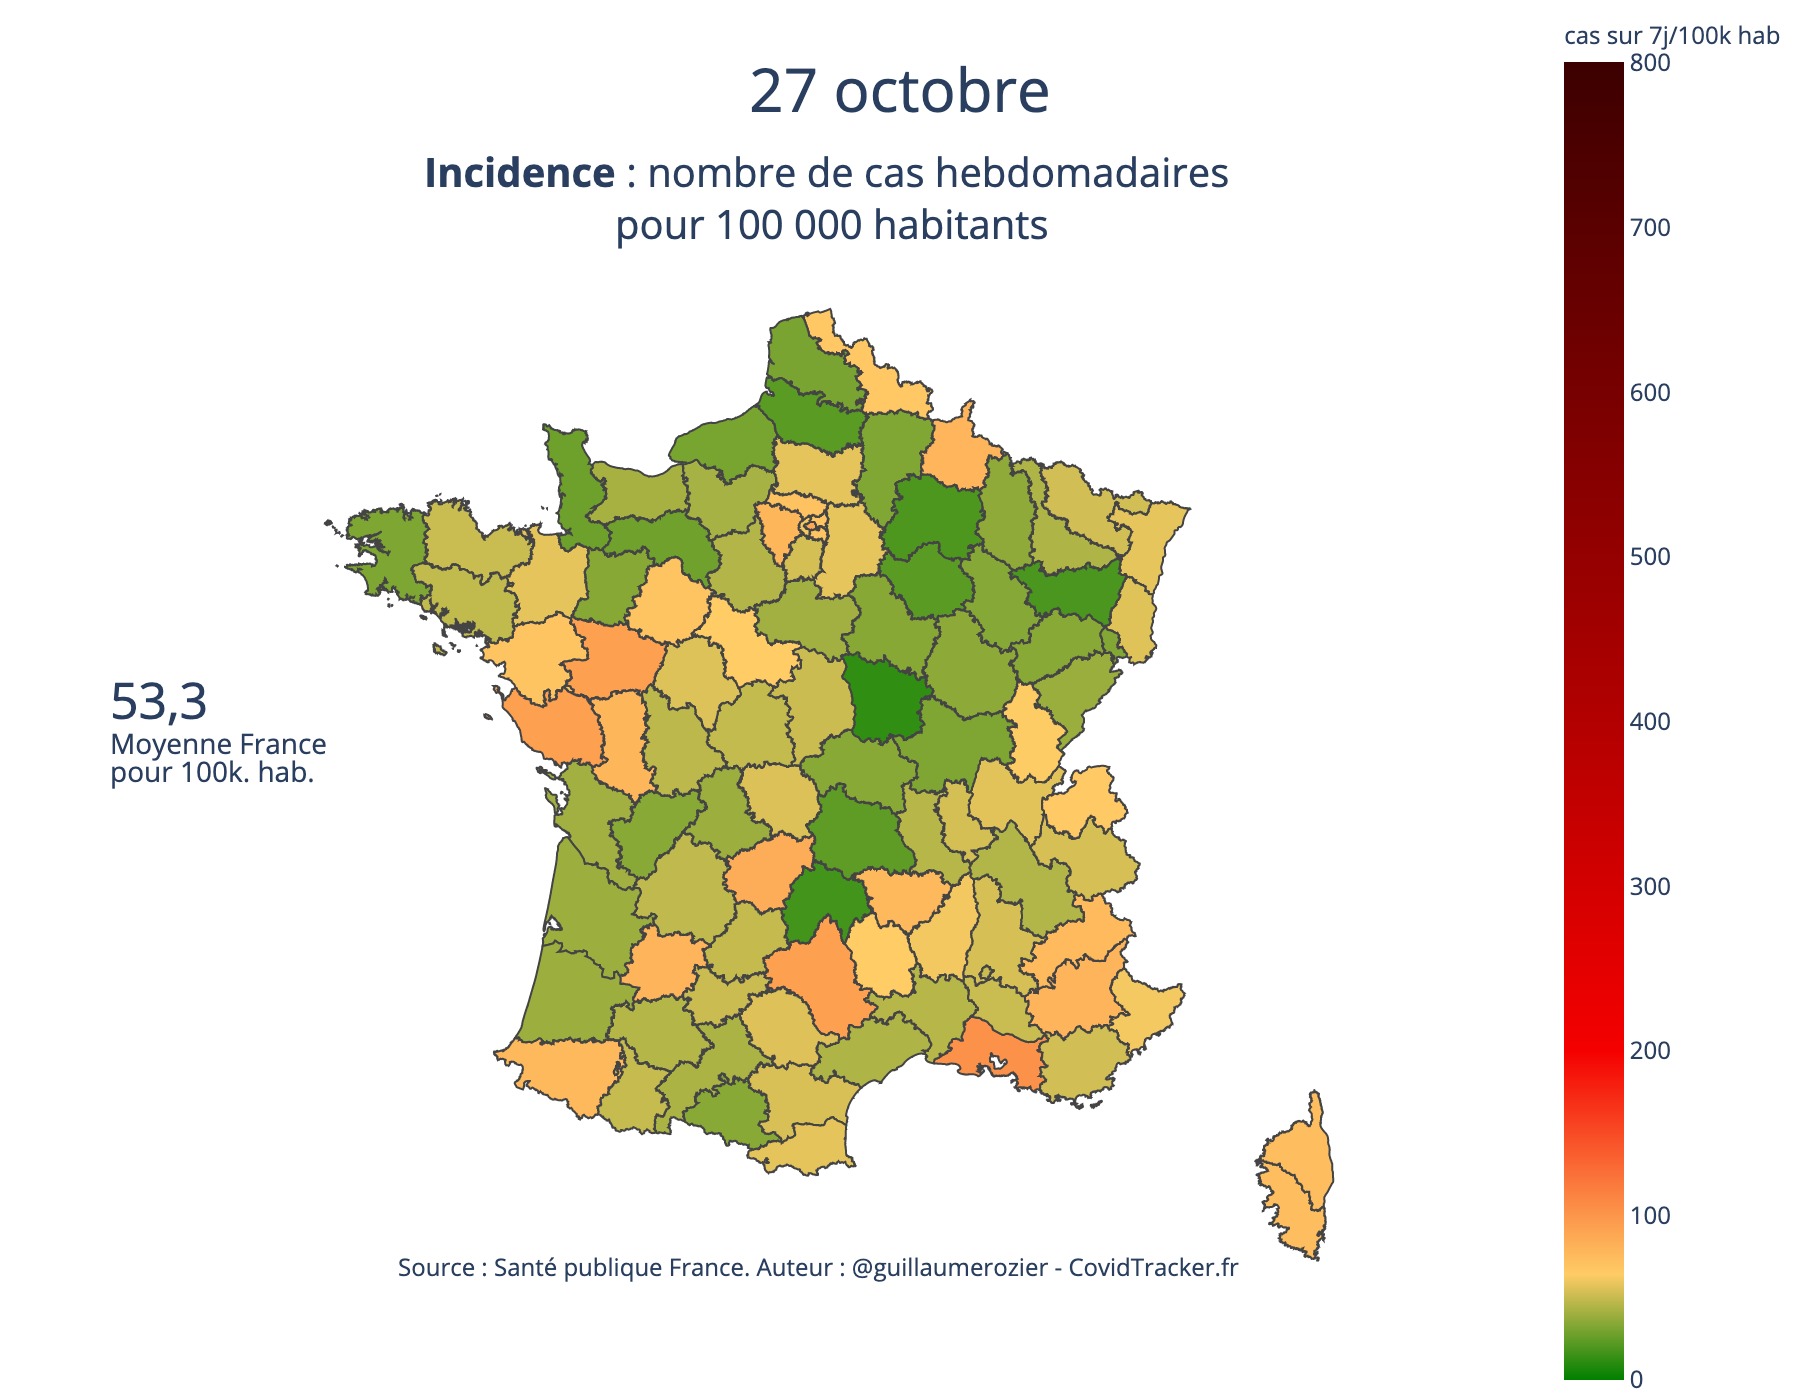 cas sur 7j/100k hab
27 octobre
Incidence : nombre de cas hebdomadaires
pour 100 000 habitants
800
700
600
500
400
300
200
100
0
53,3
Moyenne France
pour 100k. hab.
Source : Santé publique France. Auteur : @guillaumerozier - CovidTracker.fr